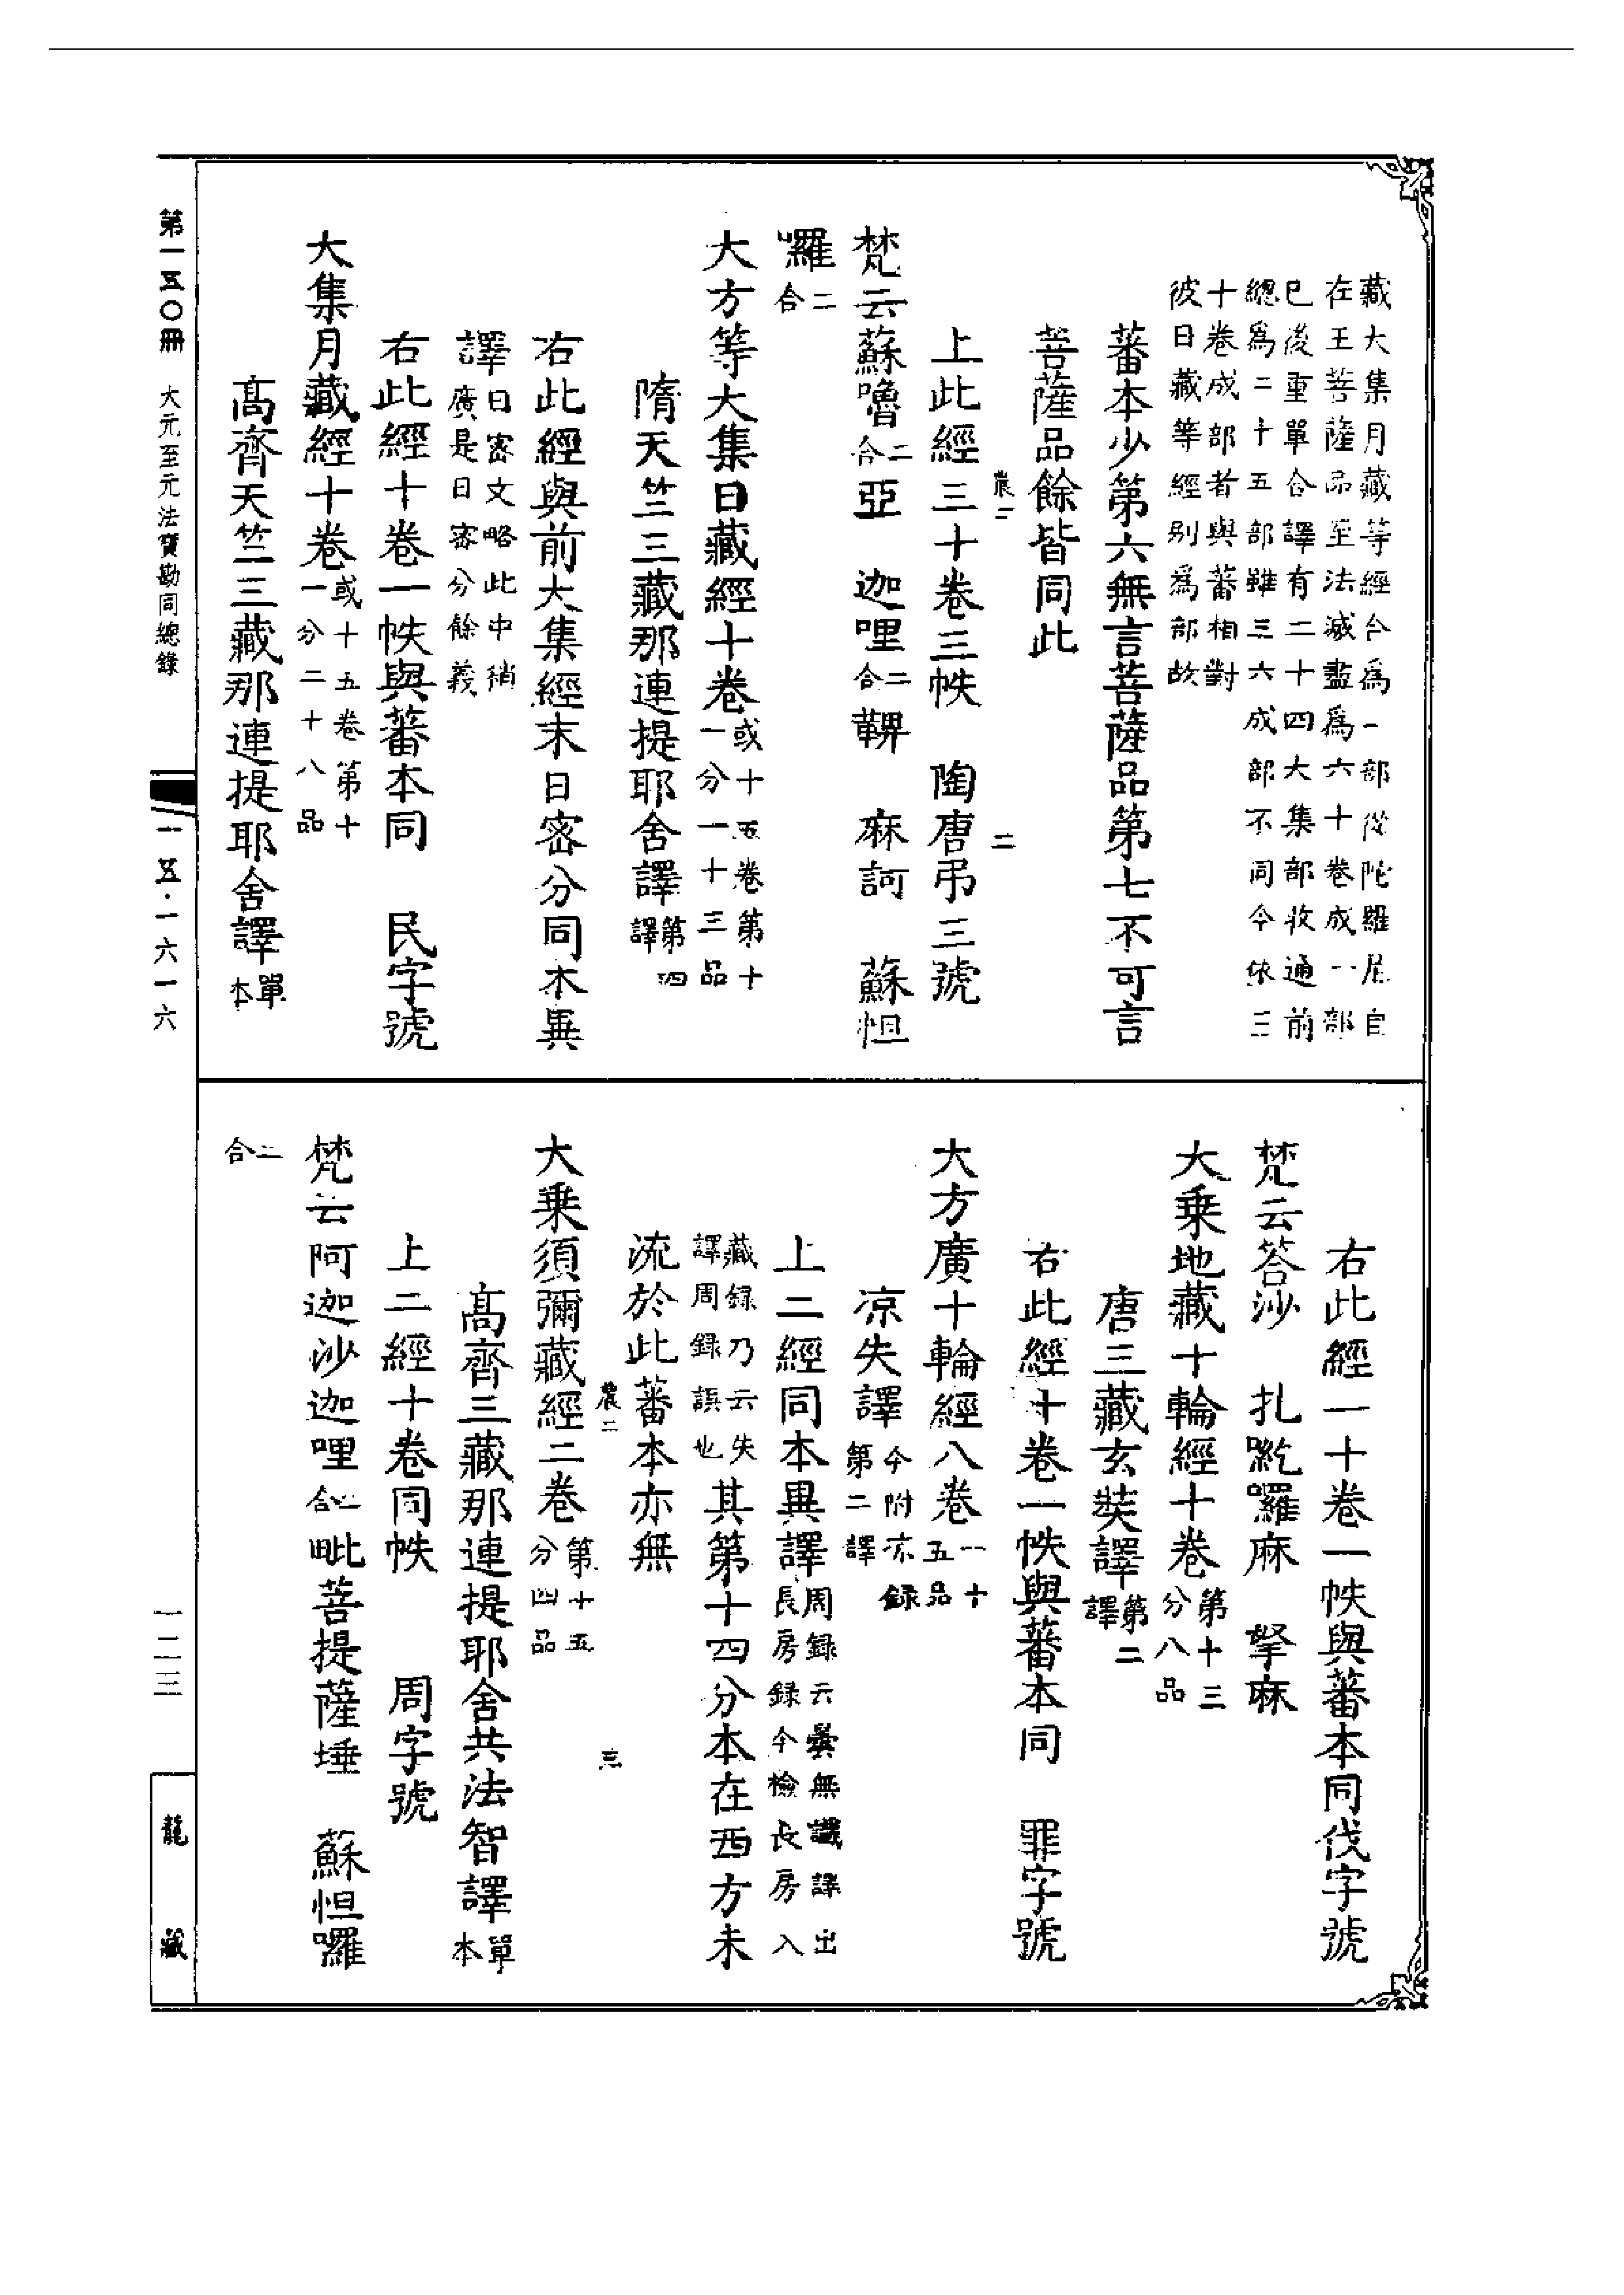 藏大集月藏等經合為一部從陀羅尼自
在王菩薩品至法滅盡為六十卷成一部
已後重單合譯有二十四大集部收通前
總為二十五部雖三六成部不同今依三
十卷成部者與蕃相對
彼日藏等經別為部故
蕃本少第六無言菩薩品第七不可言
菩薩品餘皆同此
農二 二
上此經三十卷三帙 陶唐弔三號
梵云蘇嚕二合亞 迦哩二合鞞 麻訶 蘇怛
囉二合
大方等大集日藏經十卷或十五卷第十
一分一十三品
隋天竺三藏那連提耶舍譯第四
譯
右此經與前大集經末日密分同本異
譯日密文略此中稍
廣是日密分餘義
右此經十卷一帙與蕃本同 民字號
大集月藏經十卷或十五卷第十
一分二十八品
高齊天竺三藏那連提耶舍譯單
本
右此經一十卷一帙與蕃本同伐字號
梵云荅沙 扎㘕囉麻 拏麻
大乗地藏十輪經十卷第十三
分八品
唐三藏玄奘譯第二
譯
右此經十卷一帙與蕃本同 罪字號
大方廣十輪經八卷一十
五品
凉失譯今附凉錄
第二譯
上二經同本異譯周録云曇無讖譯出
長房録今檢長房入
藏録乃云失
譯周録誤也其第十四分本在西方未
流於此蕃本亦無
農二 三
大乗須彌藏經二卷第十五
分四品
高齊三藏那連提耶舍共法智譯單
本
上二經十卷同帙 周字號
梵云阿迦沙迦哩二合毗菩提薩埵 蘇怛囉
二合
第一五〇冊 大元至元法寶勘同總錄
一五·一六一六
一二三
龍藏